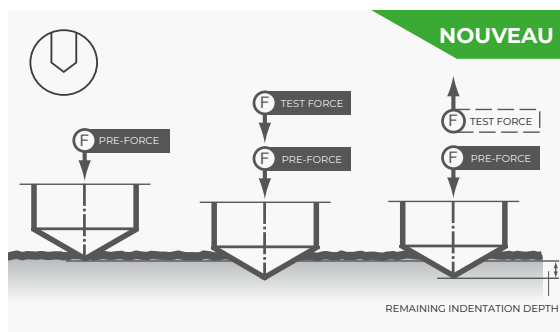 NOUVEAU
F TEST FORCE
F TEST FORCE
F PRE-FORCE
F PRE-FORCE
F PRE-FORCE
REMAINING INDENTATION DEPTH